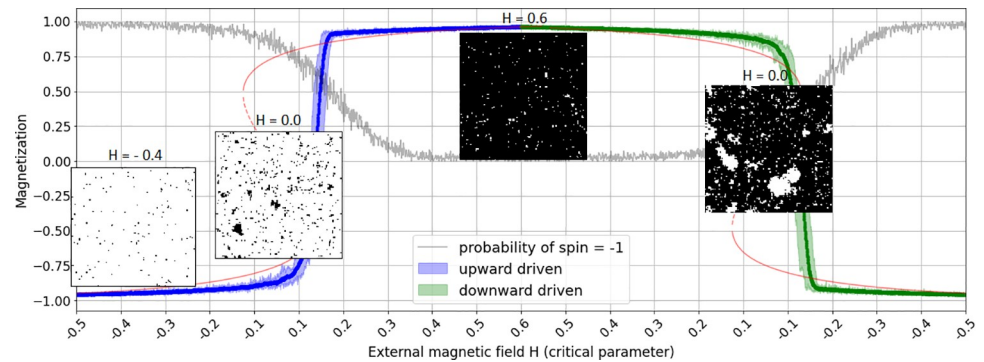 1.00
H = 0.6
0.75
H = 0.0
0.50
H = 0.0
0.25
H = - 0.4
0.00
−0.25
−0.50
−0.75
−1.00
Magnetization
probability of spin = -1
upward driven
downward driven
-0.5 -0.4 -0.3 -0.2 -0.1 0.1 0.2 0.3 0.4 0.5 0.6 0.5 0.4 0.3 0.2 0.1 -0.1 -0.2 -0.3 -0.4 -0.5
External magnetic field H (critical parameter)